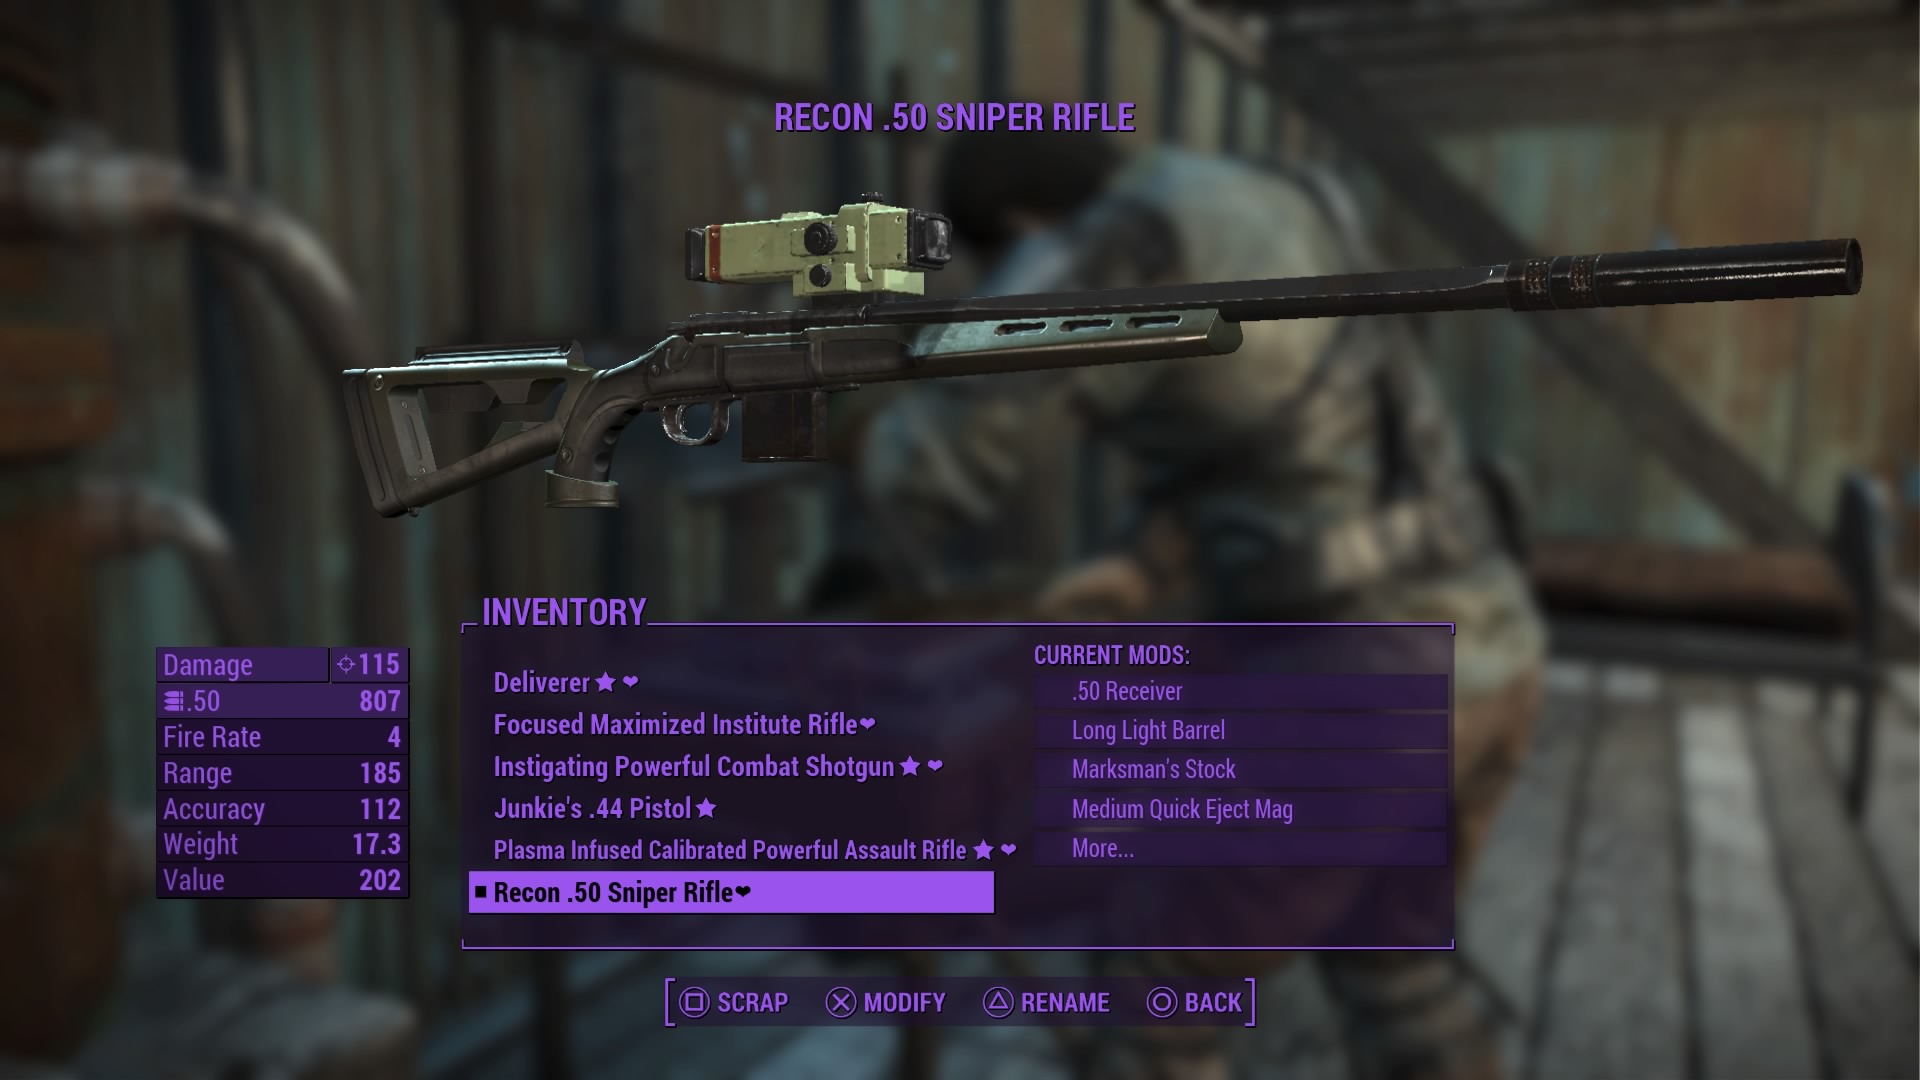 RECON .50 SNIPER RIFLE
Damage 115
.50 807
Fire Rate 4
Range 185
Accuracy 112
Weight 17.3
Value 202
INVENTORY
Deliverer
Focused Maximized Institute Rifle
Instigating Powerful Combat Shotgun
Junkie's .44 Pistol
Plasma Infused Calibrated Powerful Assault Rifle
Recon .50 Sniper Rifle
CURRENT MODS:
.50 Receiver
Long Light Barrel
Marksman's Stock
Medium Quick Eject Mag
More...
SCRAP MODIFY RENAME BACK